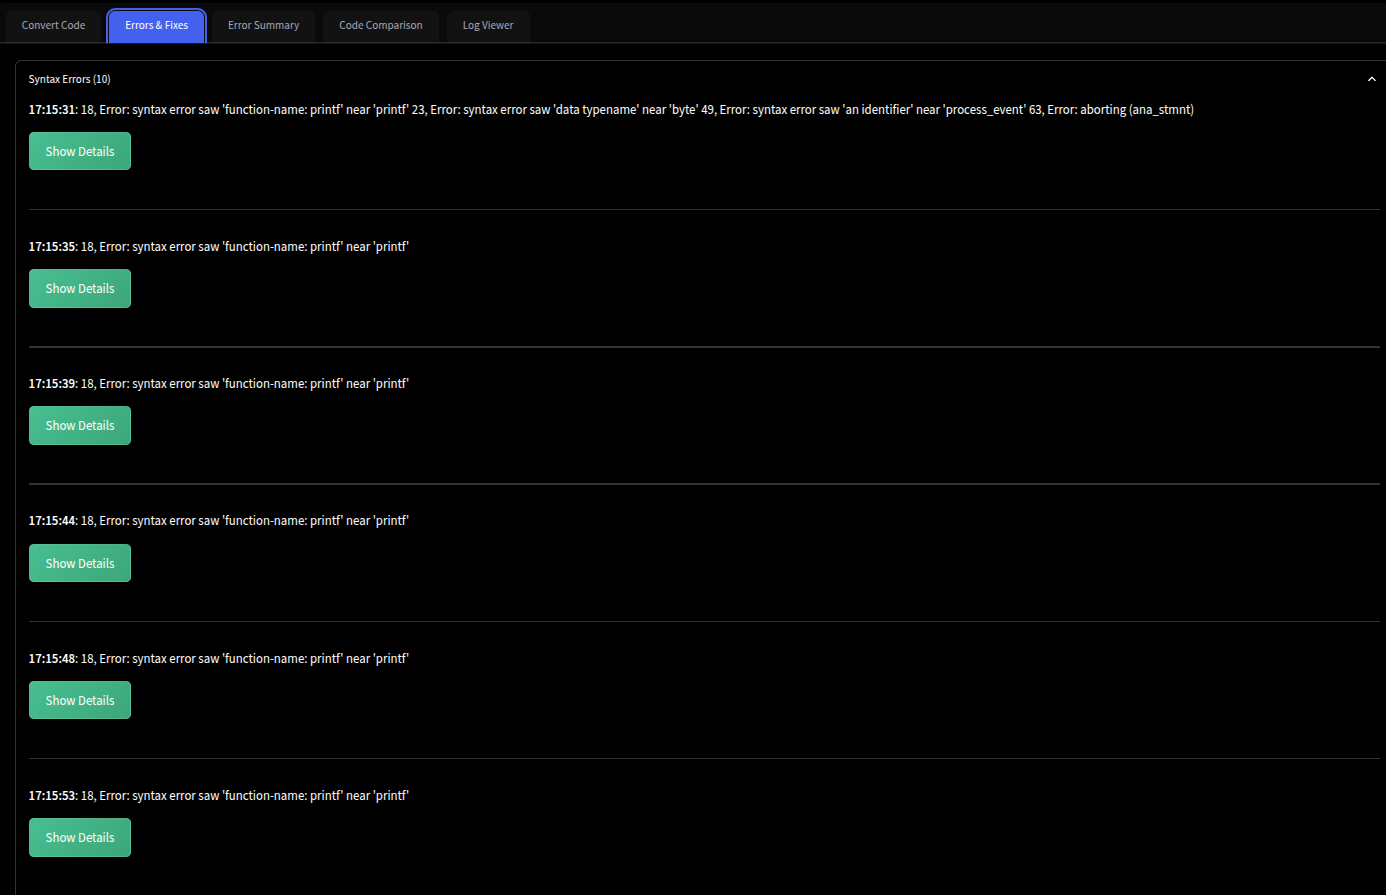 Convert Code
Errors & Fixes
Error Summary
Code Comparison
Log Viewer
Syntax Errors (10)
17:15:31: 18, Error: syntax error saw 'function-name: printf' near 'printf' 23, Error: syntax error saw 'data typename' near 'byte' 49, Error: syntax error saw 'an identifier' near 'process_event' 63, Error: aborting (ana_stmnt)
Show Details
17:15:35: 18, Error: syntax error saw 'function-name: printf' near 'printf'
Show Details
17:15:39: 18, Error: syntax error saw 'function-name: printf' near 'printf'
Show Details
17:15:44: 18, Error: syntax error saw 'function-name: printf' near 'printf'
Show Details
17:15:48: 18, Error: syntax error saw 'function-name: printf' near 'printf'
Show Details
17:15:53: 18, Error: syntax error saw 'function-name: printf' near 'printf'
Show Details